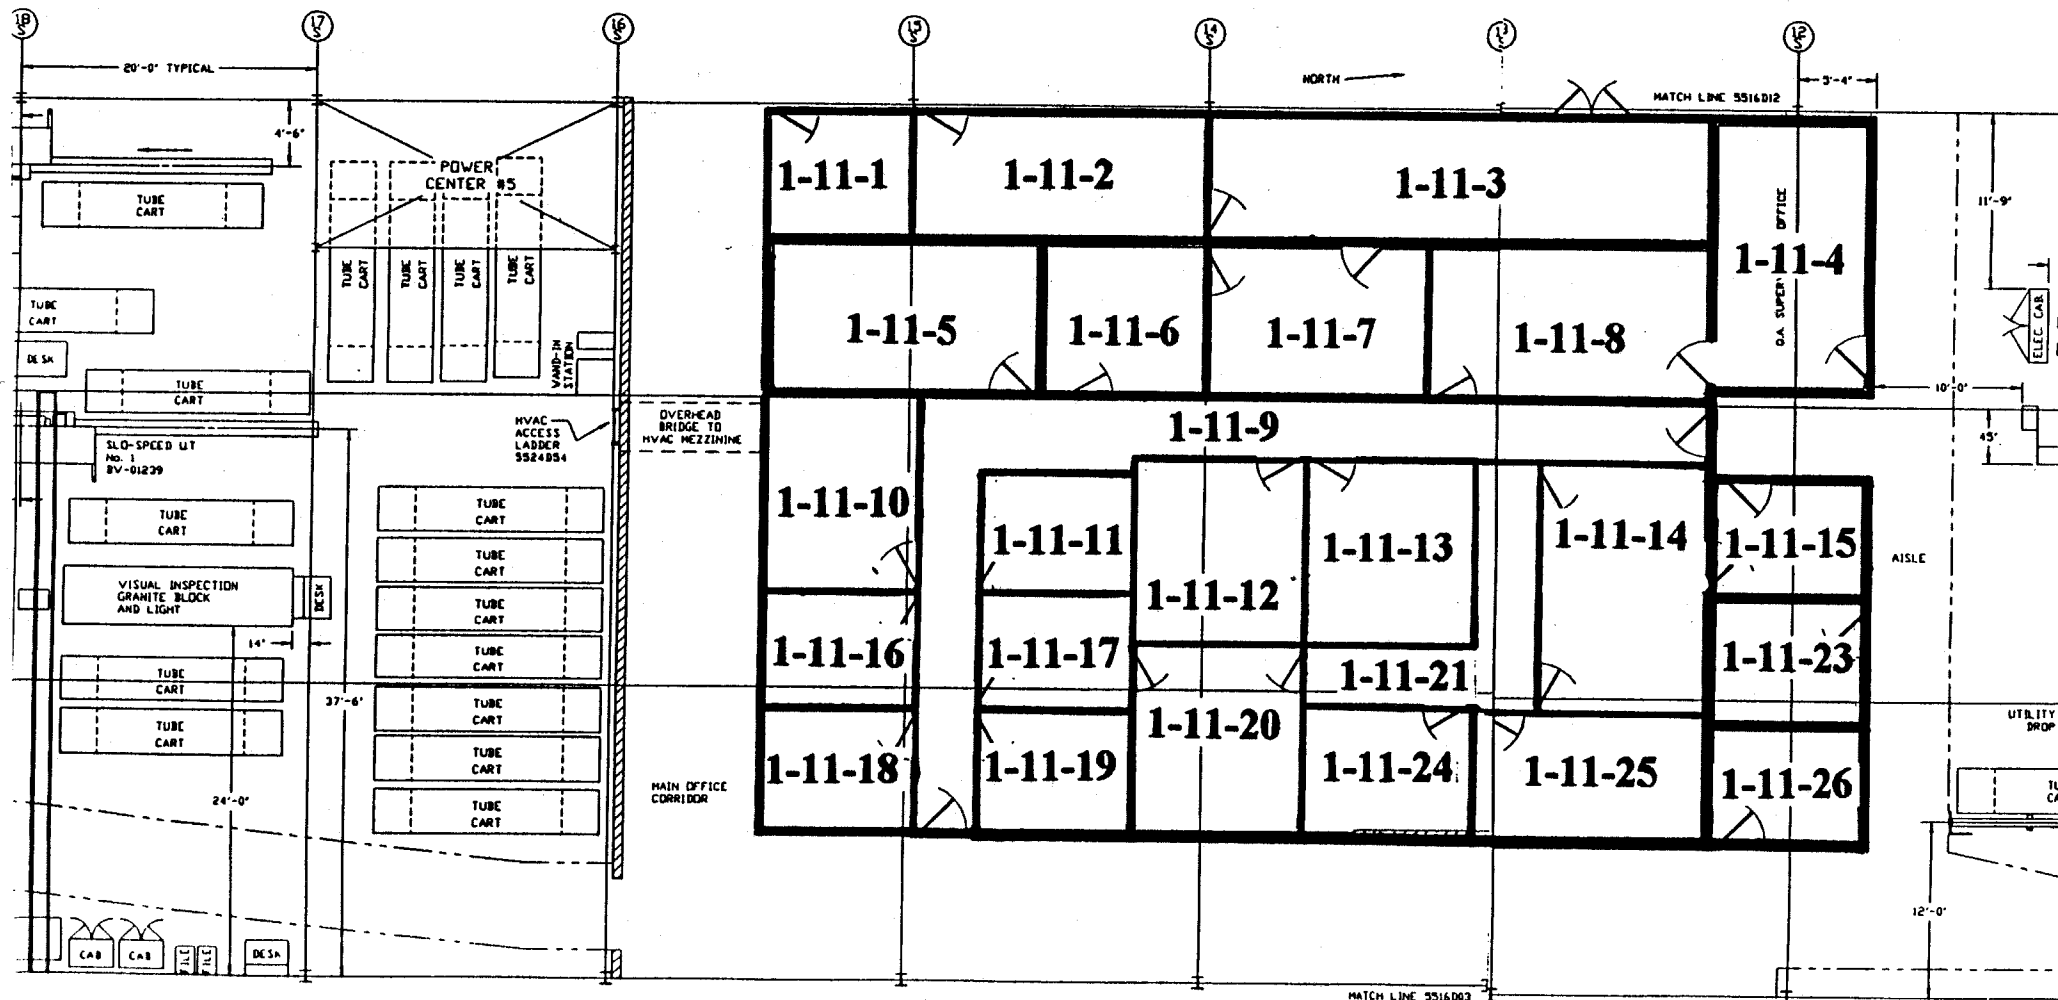 18 S
17 S
16 S
15 S
14 S
13 S
12 S
20'-0" TYPICAL
NORTH
MATCH LINE 5516D12
5'-4"
4'-6"
POWER
CENTER #5
TUBE
CART
TUBE
CART
TUBE
CART
TUBE
CART
TUBE
CART
TUBE
CART
DESK
TUBE
CART
WAND-IN
STATION
HVAC
ACCESS
LADDER
5524D54
OVERHEAD
BRIDGE TO
HVAC MEZZININE
SLO-SPEED UT
No. 1
BV-01239
TUBE
CART
VISUAL INSPECTION
GRANITE BLOCK
AND LIGHT
DESK
14"
TUBE
CART
TUBE
CART
37'-6"
24'-0"
TUBE
CART
TUBE
CART
TUBE
CART
TUBE
CART
TUBE
CART
TUBE
CART
TUBE
CART
MAIN OFFICE
CORRIDOR
CAB
CAB
FILE
FILE
DESK
1-11-1
1-11-2
1-11-3
1-11-4
OFFICE
Q.A. SUPERV
1-11-5
1-11-6
1-11-7
1-11-8
1-11-9
1-11-10
1-11-11
1-11-12
1-11-13
1-11-14
1-11-15
1-11-16
1-11-17
1-11-18
1-11-19
1-11-20
1-11-21
1-11-23
1-11-24
1-11-25
1-11-26
11'-9"
ELEC. CAB
10'-0"
45"
AISLE
UTILITY
DROP
TU
CA
12'-0"
MATCH LINE 5516D03